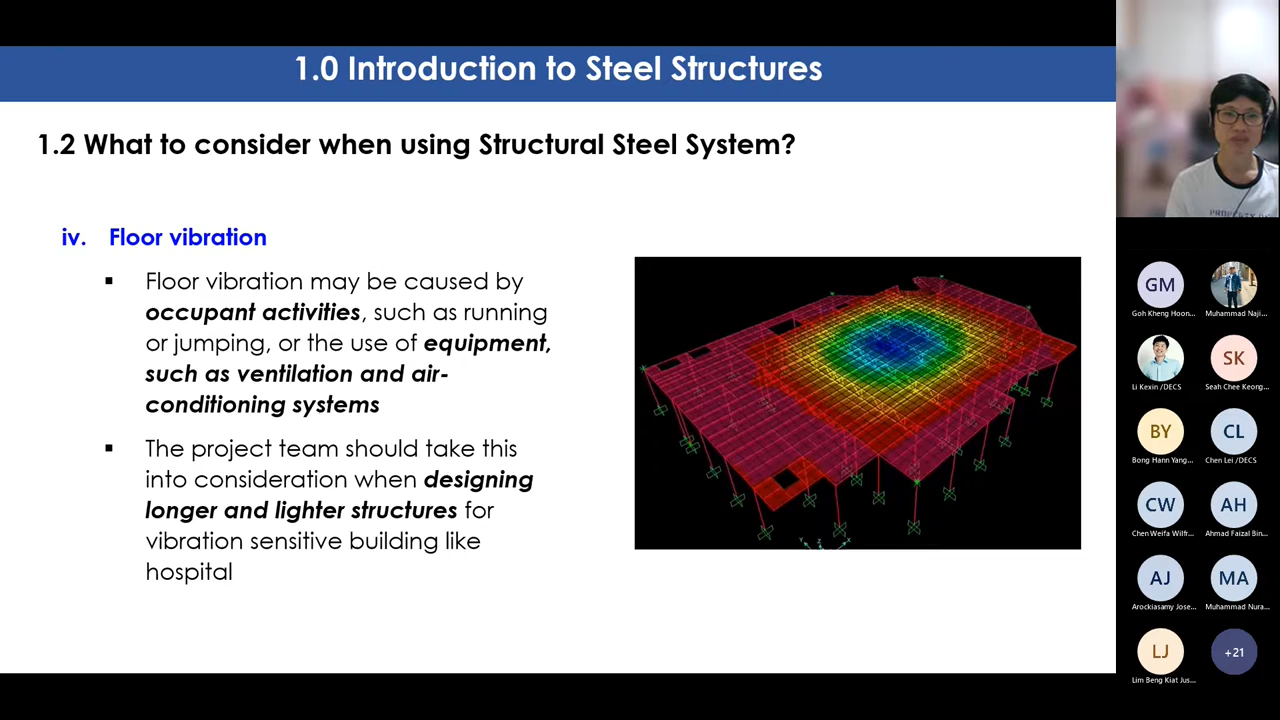 1.0 Introduction to Steel Structures
1.2 What to consider when using Structural Steel System?
iv. Floor vibration
▪ Floor vibration may be caused by
occupant activities, such as running
or jumping, or the use of equipment,
such as ventilation and air-
conditioning systems
▪ The project team should take this
into consideration when designing
longer and lighter structures for
vibration sensitive building like
hospital
GM
Goh Kheng Hoon...
Muhammad Naji...
Li Kexin /DECS
SK
Seah Chee Keong...
BY
Bong Hann Yang...
CL
Chen Lei /DECS
CW
Chen Weifa Wilfr...
AH
Ahmad Faizal Bin...
AJ
Arockiasamy Jose...
MA
Muhammad Nura...
LJ
Lim Beng Kiat Jus...
+21